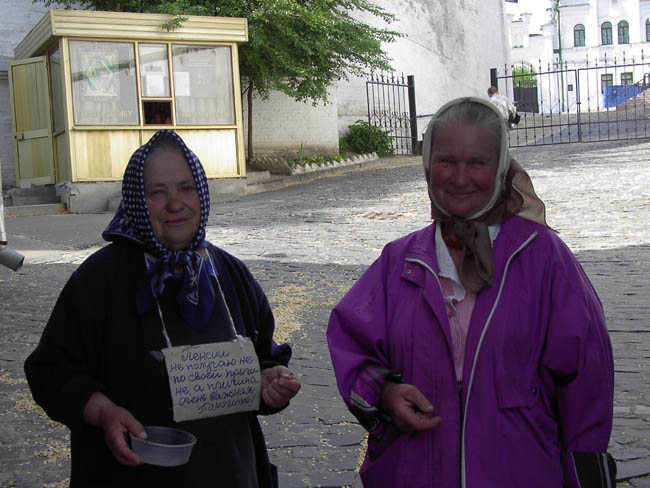 Пенсии
не получаю не
по своей причи
не, а причина
очень важная
Помогите!